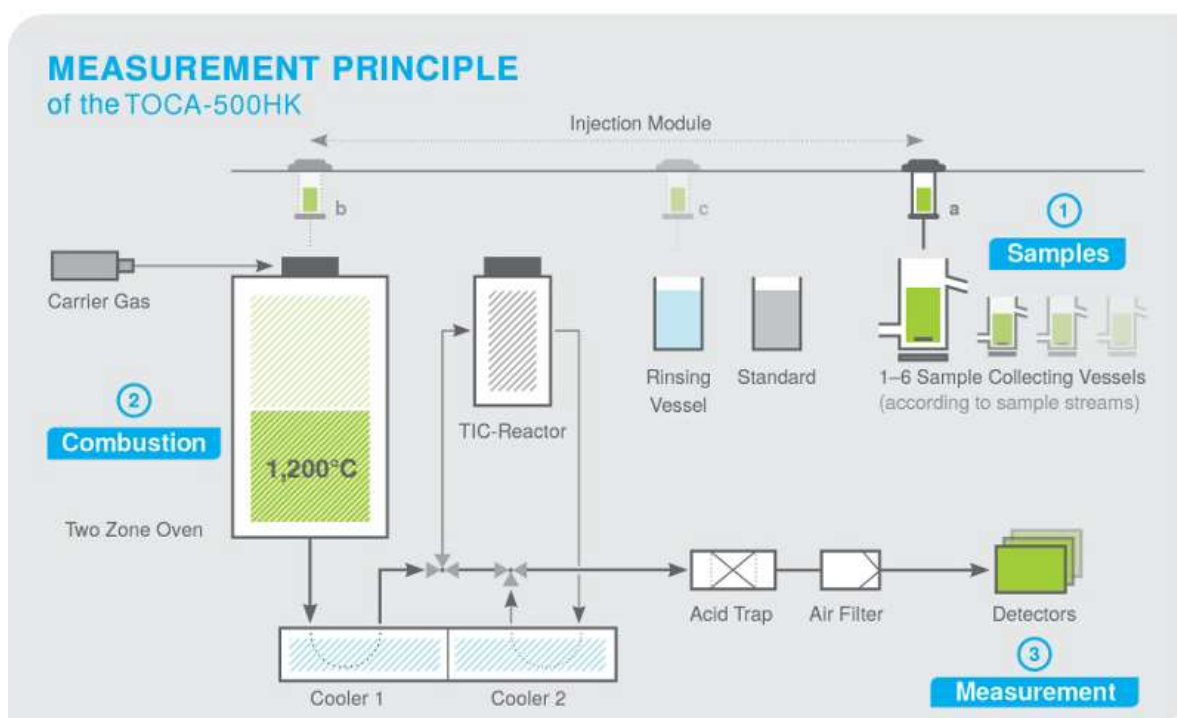 MEASUREMENT PRINCIPLE
of the TOCA-500HK
Injection Module
b
c
a
1
Samples
Carrier Gas
Rinsing
Vessel
Standard
1–6 Sample Collecting Vessels
(according to sample streams)
TIC-Reactor
2
Combustion
1,200°C
Two Zone Oven
Acid Trap
Air Filter
Detectors
3
Measurement
Cooler 1
Cooler 2